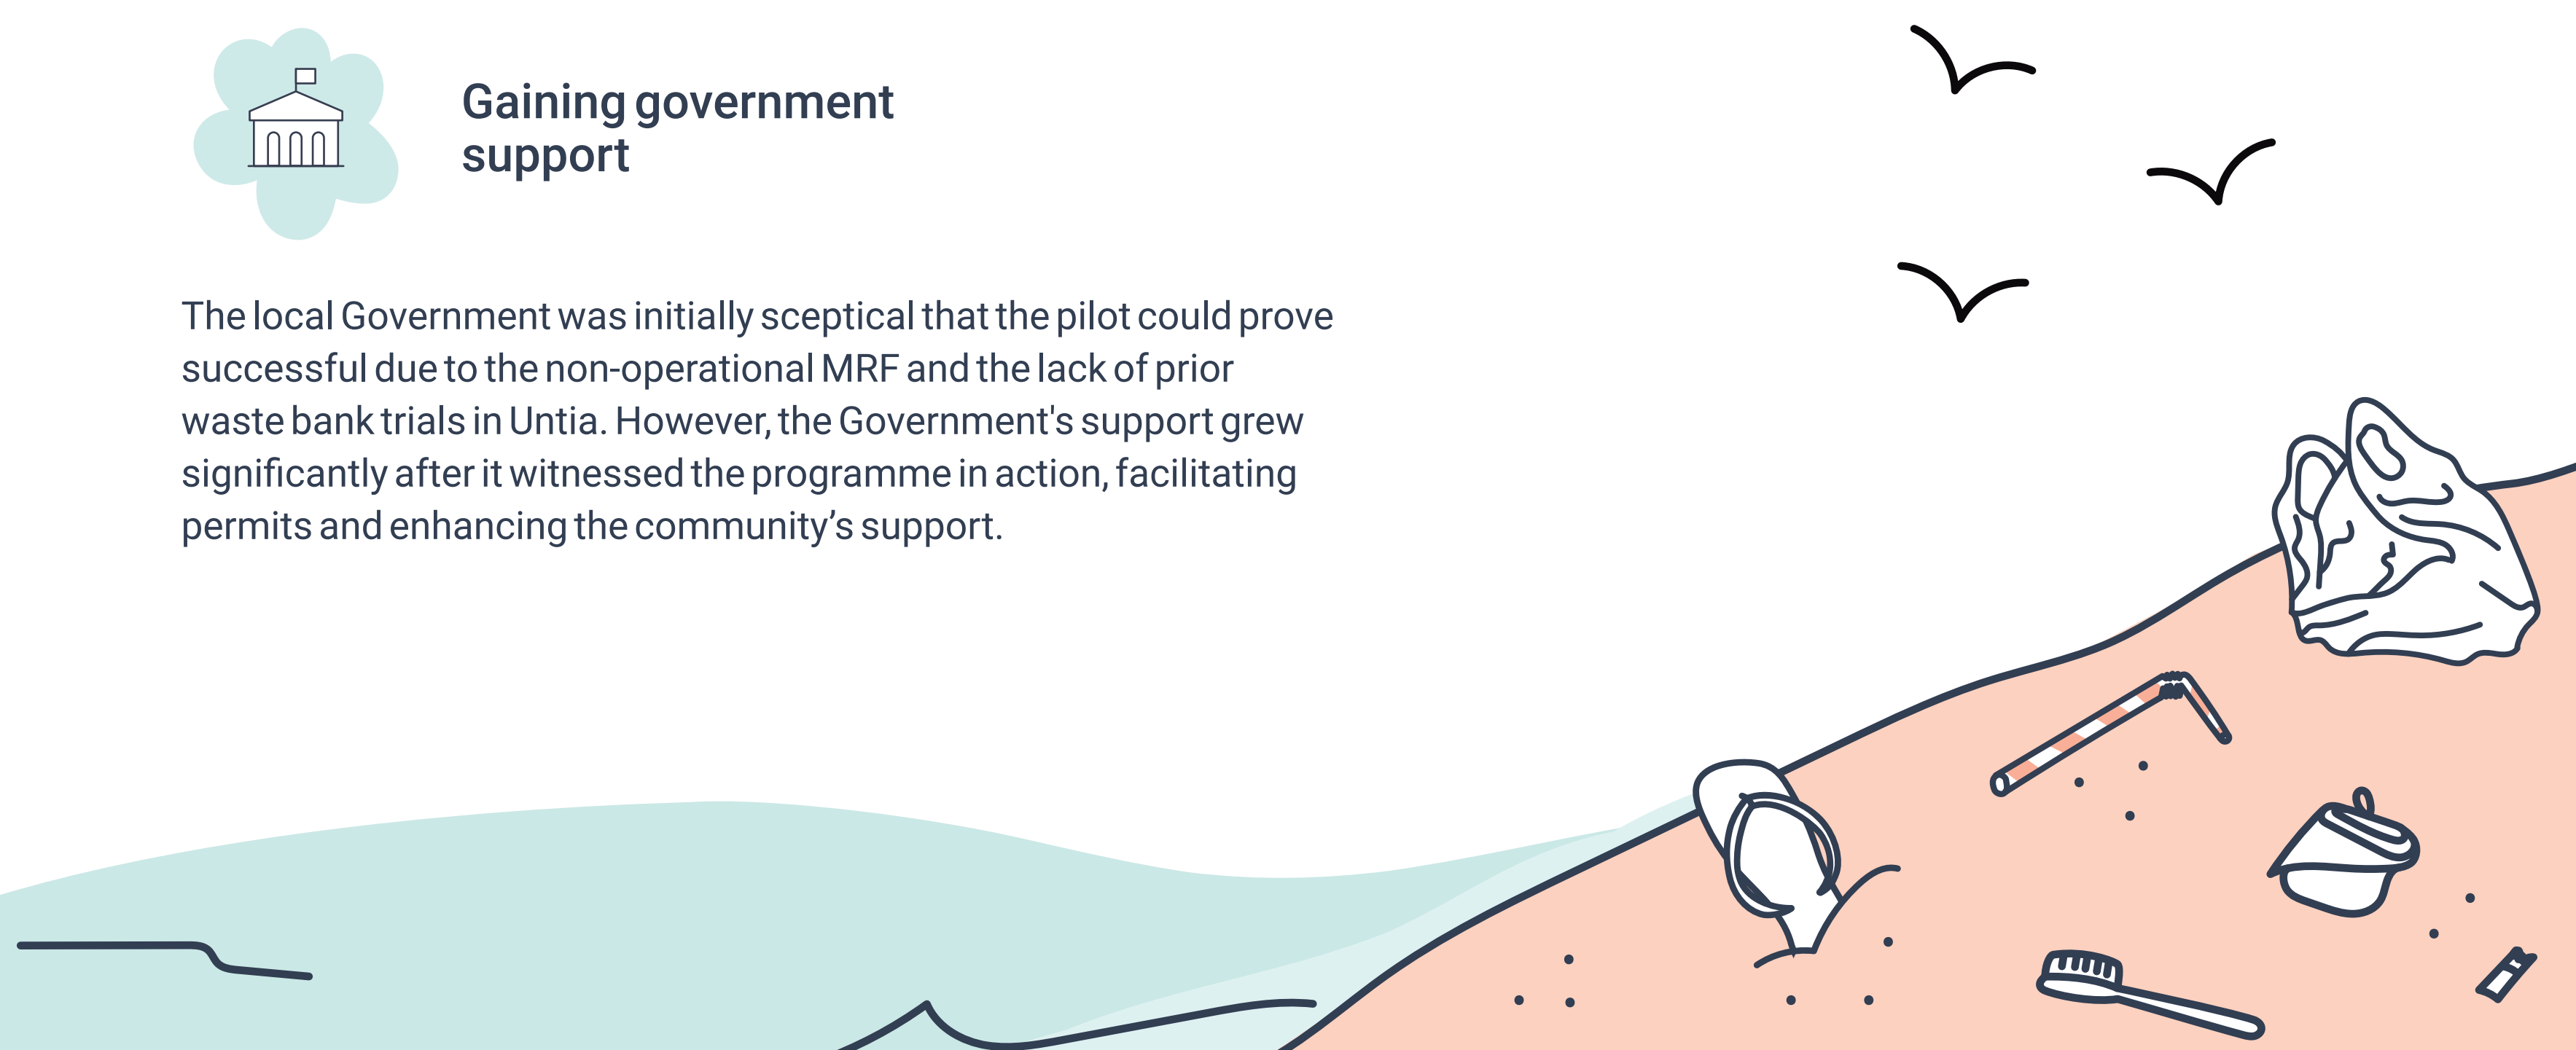 Gaining government
support
The local Government was initially sceptical that the pilot could prove
successful due to the non-operational MRF and the lack of prior
waste bank trials in Untia. However, the Government's support grew
significantly after it witnessed the programme in action, facilitating
permits and enhancing the community’s support.